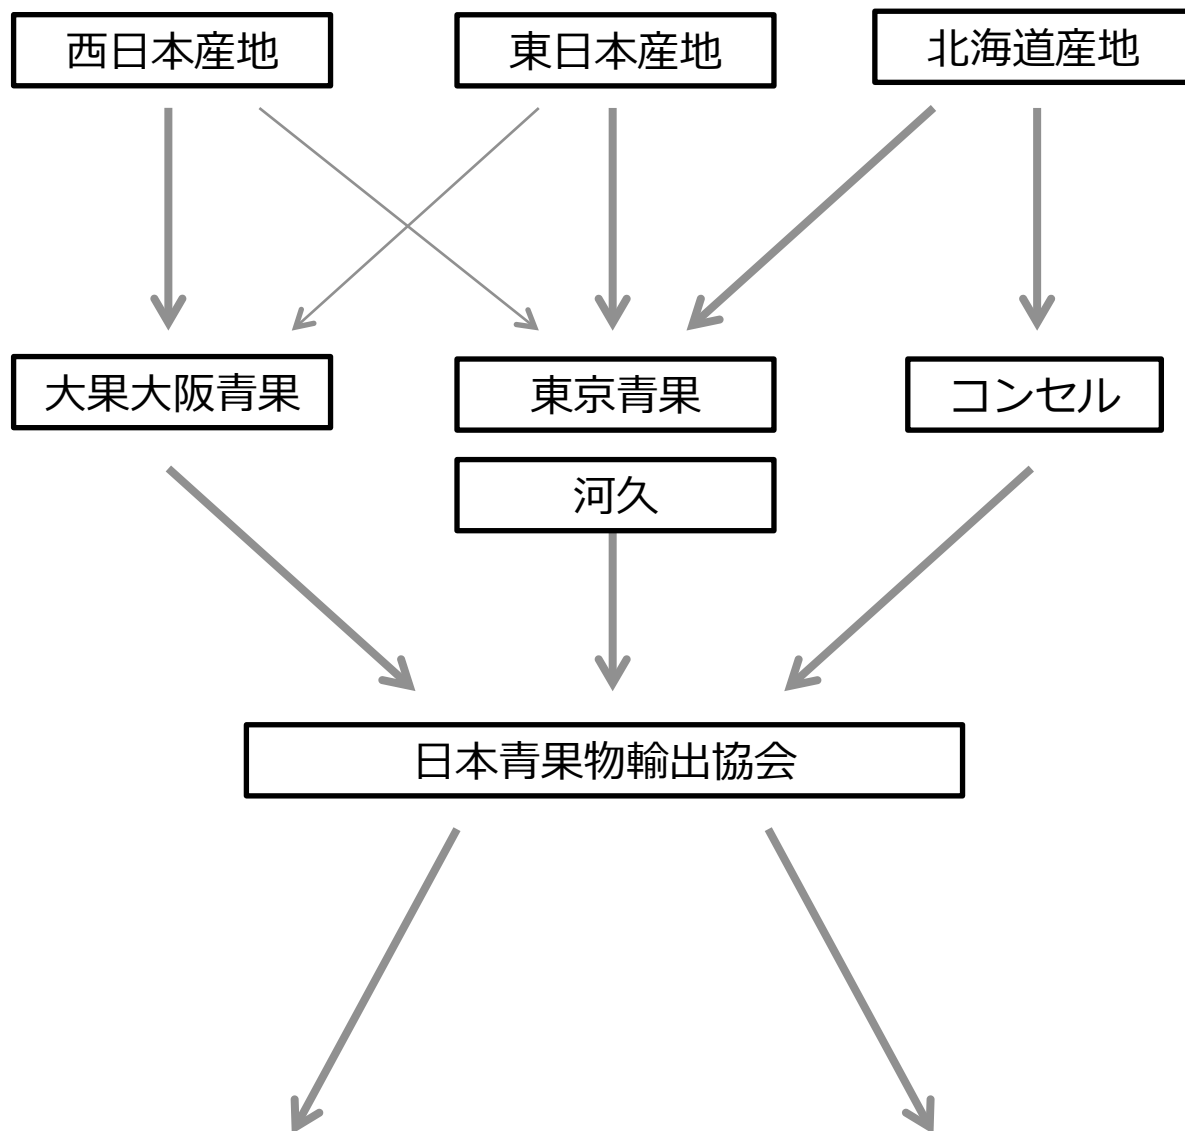 西日本産地
東日本産地
北海道産地
大果大阪青果
東京青果
コンセル
河久
日本青果物輸出協会